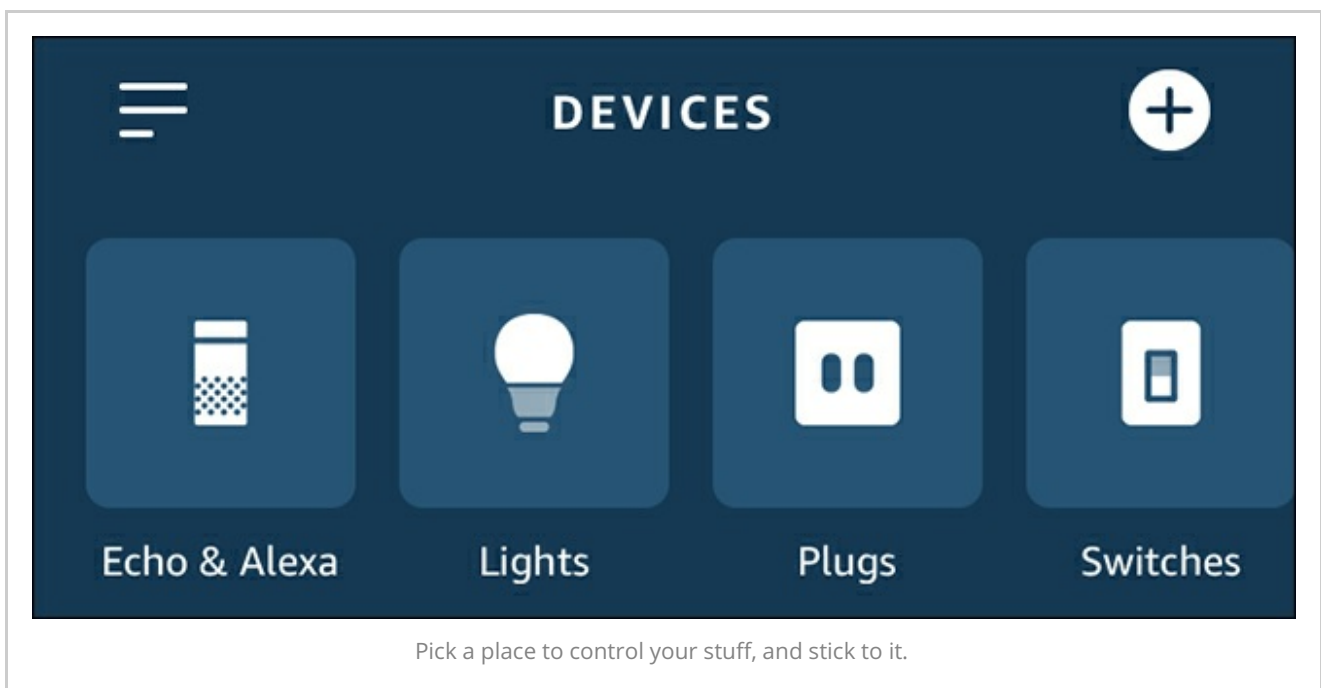 DEVICES
Echo & Alexa
Lights
Plugs
Switches
Pick a place to control your stuff, and stick to it.